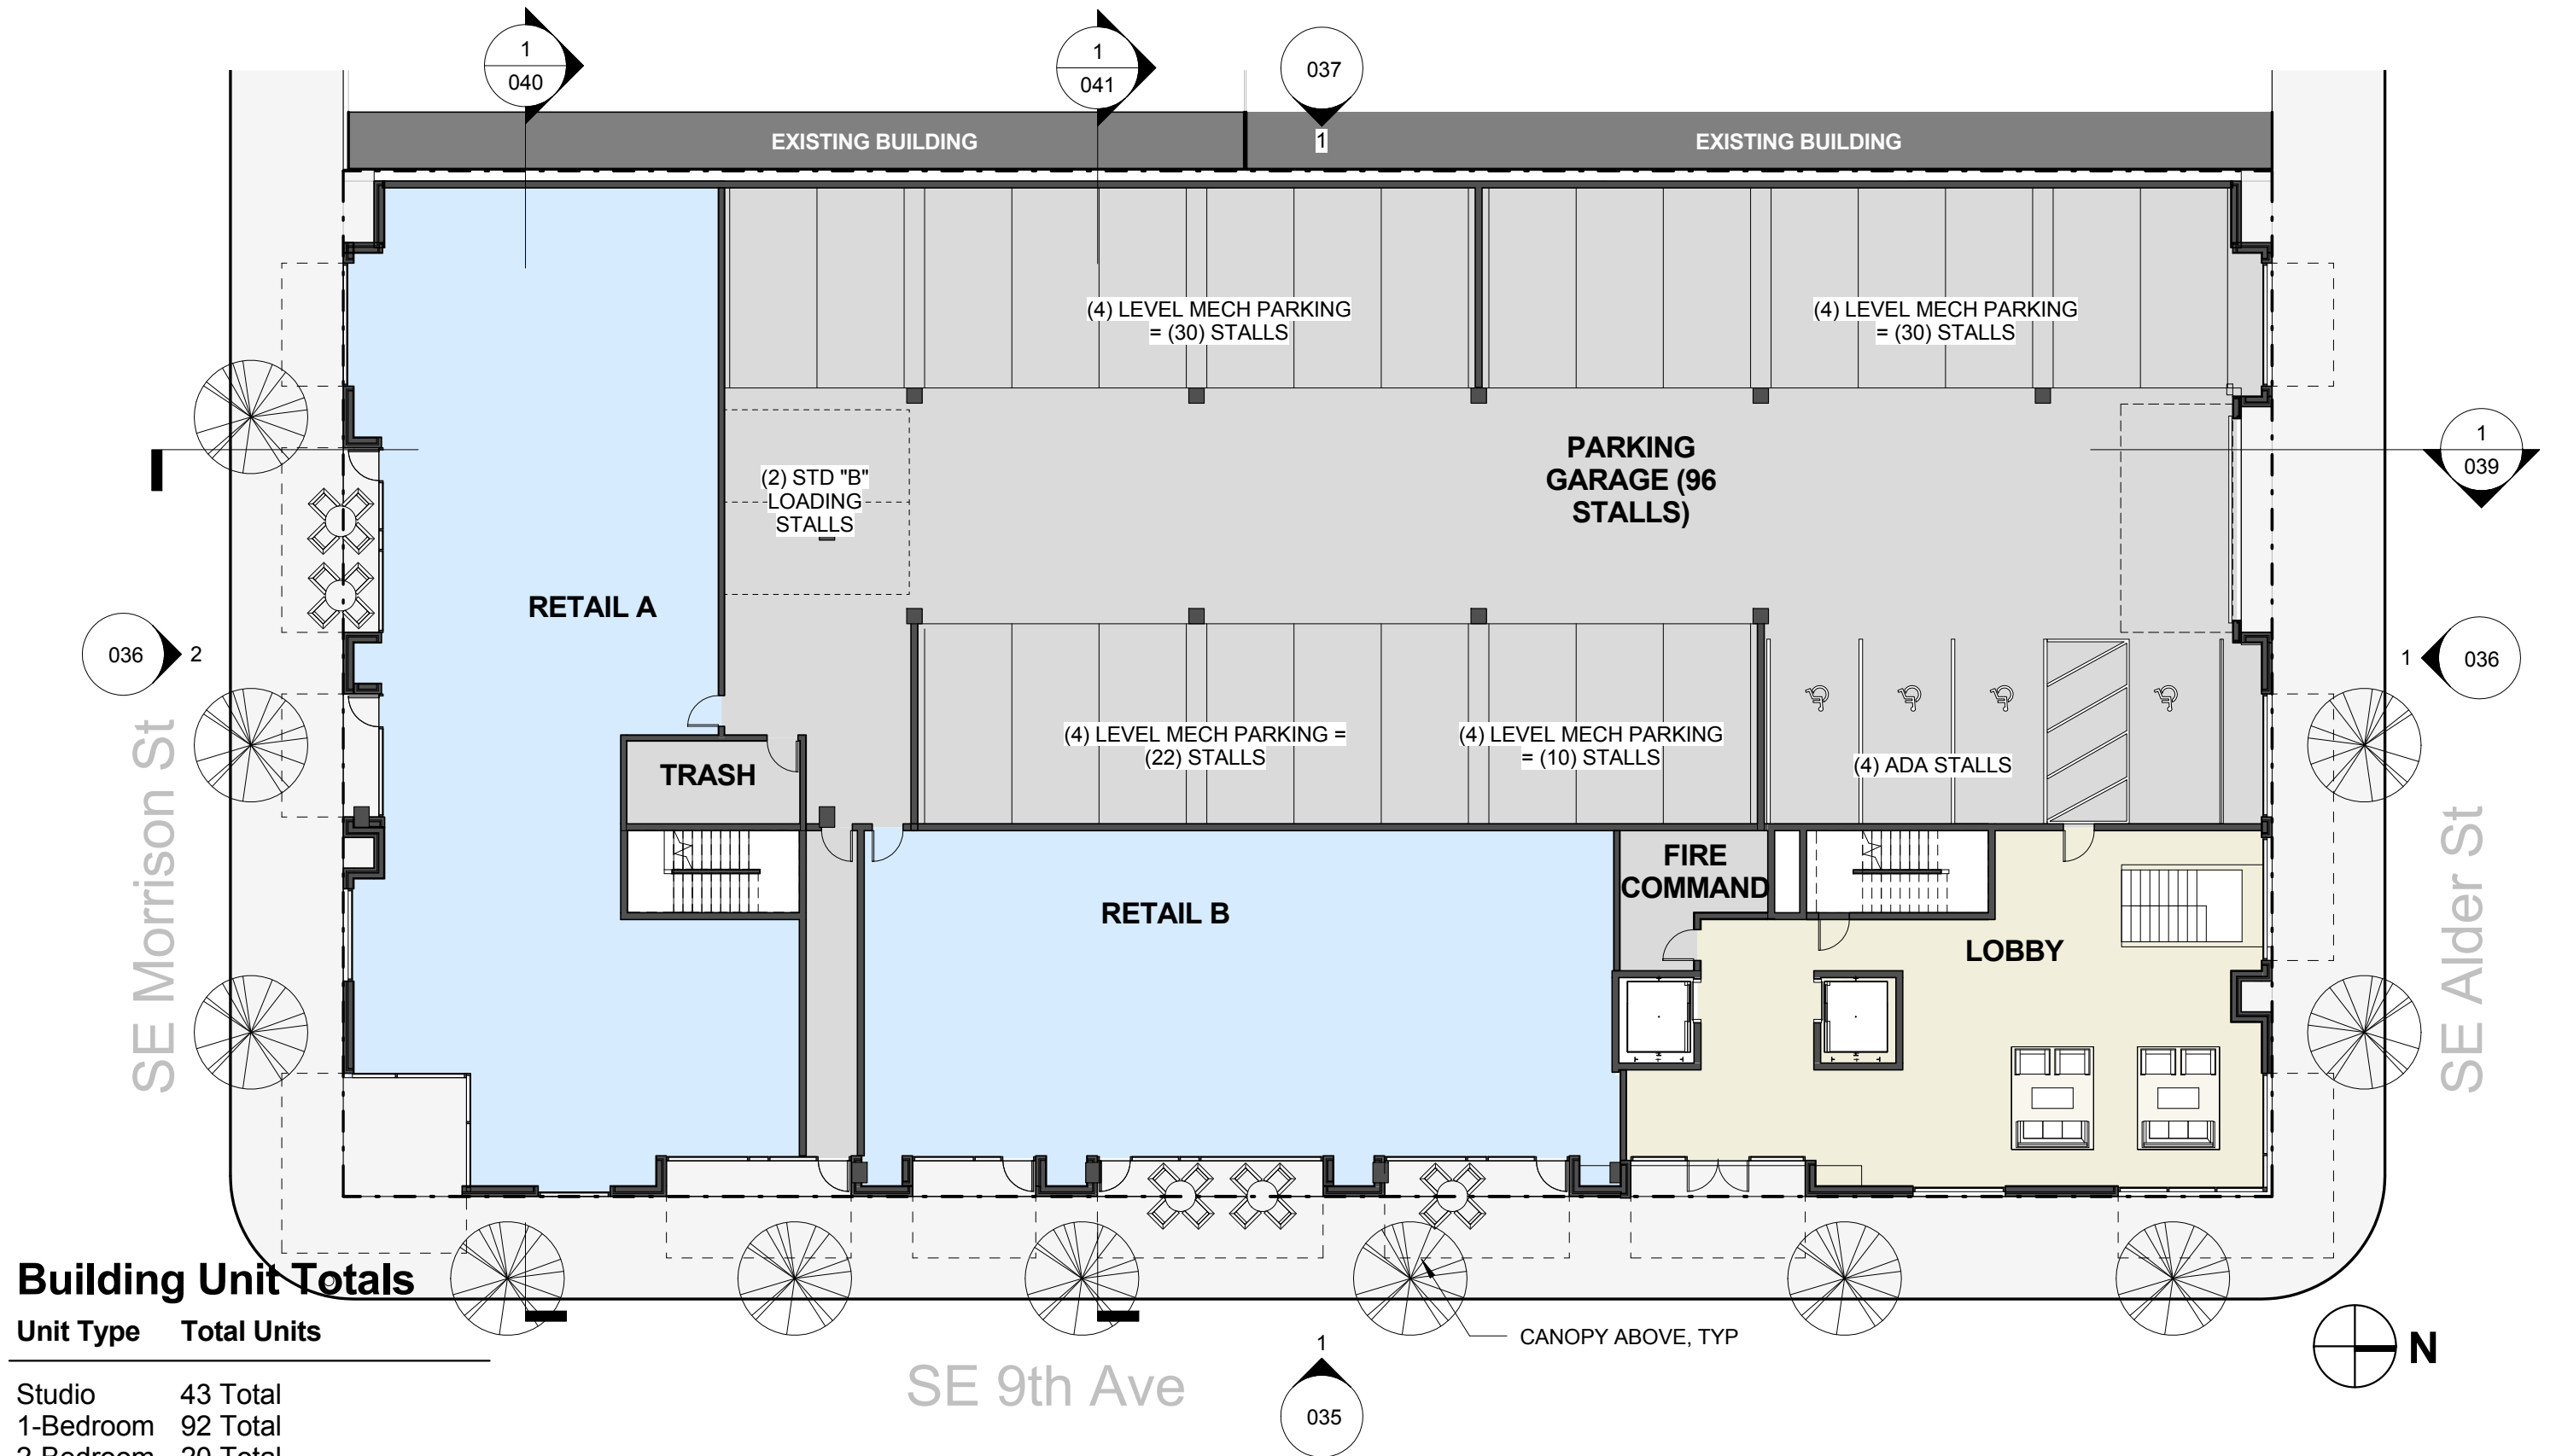 1
040
1
041
037
1
EXISTING BUILDING
EXISTING BUILDING
(4) LEVEL MECH PARKING
= (30) STALLS
(4) LEVEL MECH PARKING
= (30) STALLS
PARKING
GARAGE (96
STALLS)
(2) STD "B"
LOADING
STALLS
1
039
RETAIL A
036
2
1
036
(4) LEVEL MECH PARKING =
(22) STALLS
(4) LEVEL MECH PARKING
= (10) STALLS
(4) ADA STALLS
TRASH
FIRE
COMMAND
RETAIL B
LOBBY
SE Morrison St
SE Alder St
CANOPY ABOVE, TYP
SE 9th Ave
1
035
N
Building Unit Totals
Unit Type Total Units
Studio 43 Total
1-Bedroom 92 Total
2-Bedroom 20 Total